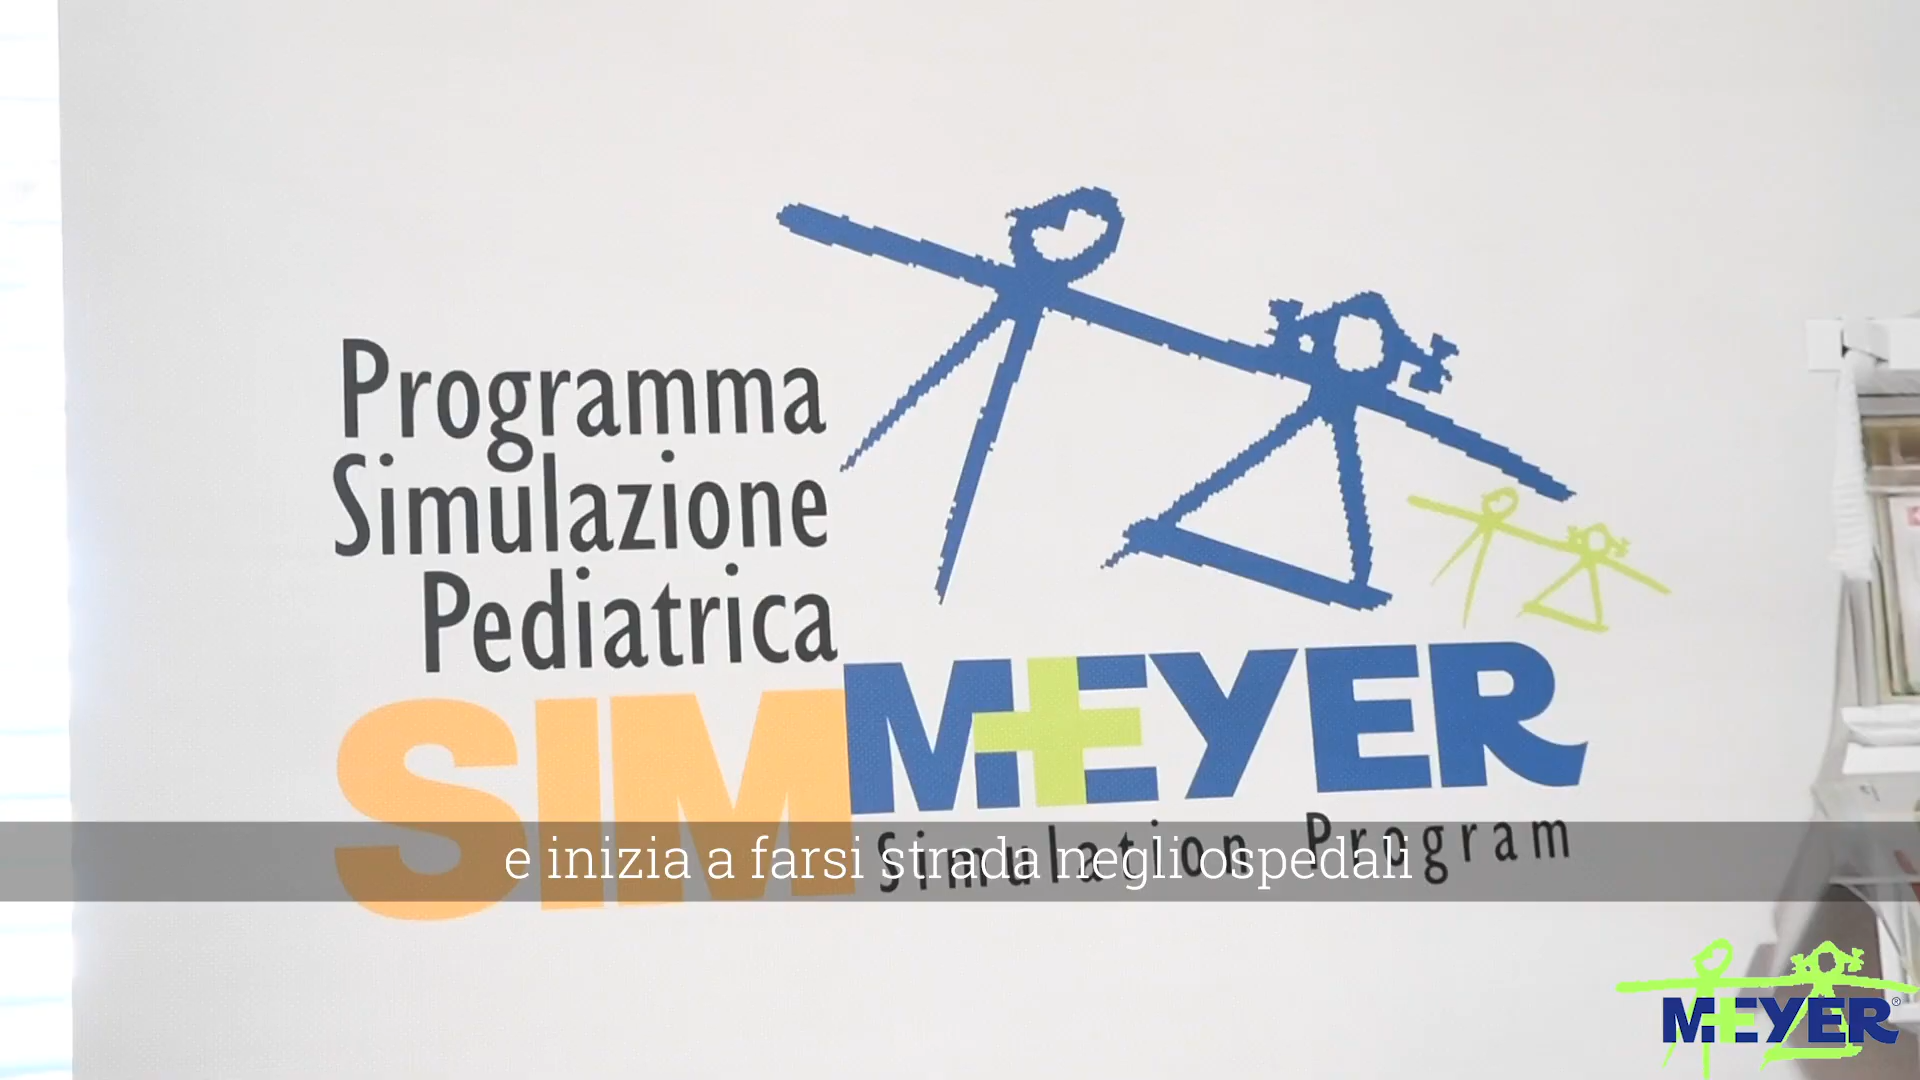 Programma
Simulazione
Pediatrica
SIMMEYER
Simulation Program
e inizia a farsi strada negli ospedali
MEYER®